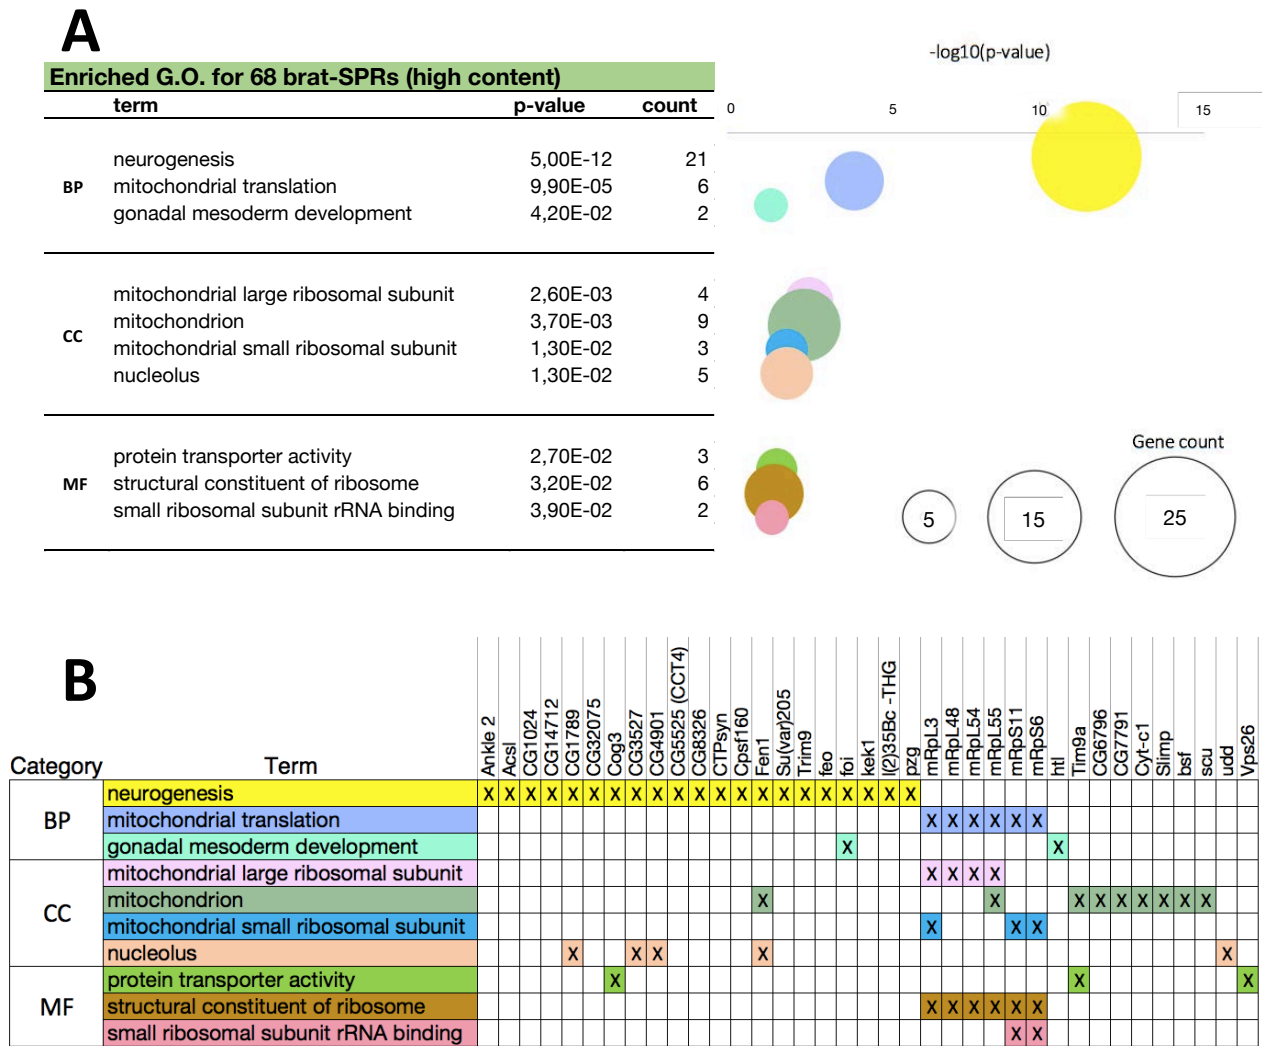 A
Enriched G.O. for 68 brat-SPRs (high content)
term p-value count
BP
neurogenesis 5,00E-12 21
mitochondrial translation 9,90E-05 6
gonadal mesoderm development 4,20E-02 2
CC
mitochondrial large ribosomal subunit 2,60E-03 4
mitochondrion 3,70E-03 9
mitochondrial small ribosomal subunit 1,30E-02 3
nucleolus 1,30E-02 5
MF
protein transporter activity 2,70E-02 3
structural constituent of ribosome 3,20E-02 6
small ribosomal subunit rRNA binding 3,90E-02 2
-log10(p-value)
0 5 10 15
Gene count
5 15 25
B
Category Term
Ankle 2
Acsl
CG1024
CG14712
CG1789
CG32075
Cog3
CG3527
CG4901
CG5525 (CCT4)
CG8326
CTPsyn
Cpsf160
Fen1
Su(var)205
Trim9
feo
foi
kek1
l(2)35Bc -THG
pzg
mRpL3
mRpL48
mRpL54
mRpL55
mRpS11
mRpS6
htl
Tim9a
CG6796
CG7791
Cyt-c1
Slimp
bsf
scu
udd
Vps26
BP
neurogenesis X X X X X X X X X X X X X X X X X X X X X
mitochondrial translation X X X X X X
gonadal mesoderm development X X
CC
mitochondrial large ribosomal subunit X X X X
mitochondrion X X X X X X X X X
mitochondrial small ribosomal subunit X X X
nucleolus X X X X X
MF
protein transporter activity X X X
structural constituent of ribosome X X X X X X
small ribosomal subunit rRNA binding X X